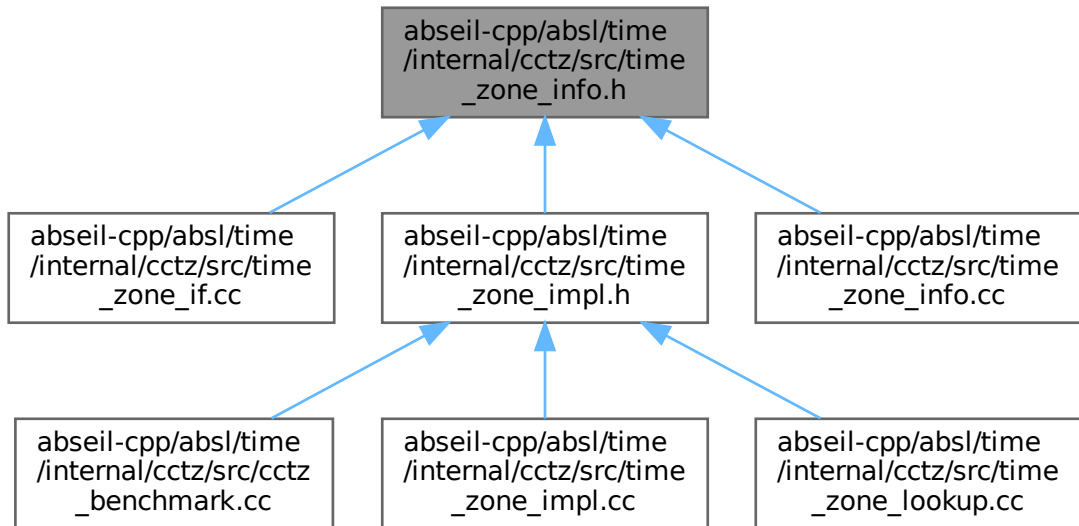 abseil-cpp/absl/time
/internal/cctz/src/time
_zone_info.h
abseil-cpp/absl/time
/internal/cctz/src/time
_zone_if.cc
abseil-cpp/absl/time
/internal/cctz/src/time
_zone_impl.h
abseil-cpp/absl/time
/internal/cctz/src/time
_zone_info.cc
abseil-cpp/absl/time
/internal/cctz/src/cctz
_benchmark.cc
abseil-cpp/absl/time
/internal/cctz/src/time
_zone_impl.cc
abseil-cpp/absl/time
/internal/cctz/src/time
_zone_lookup.cc